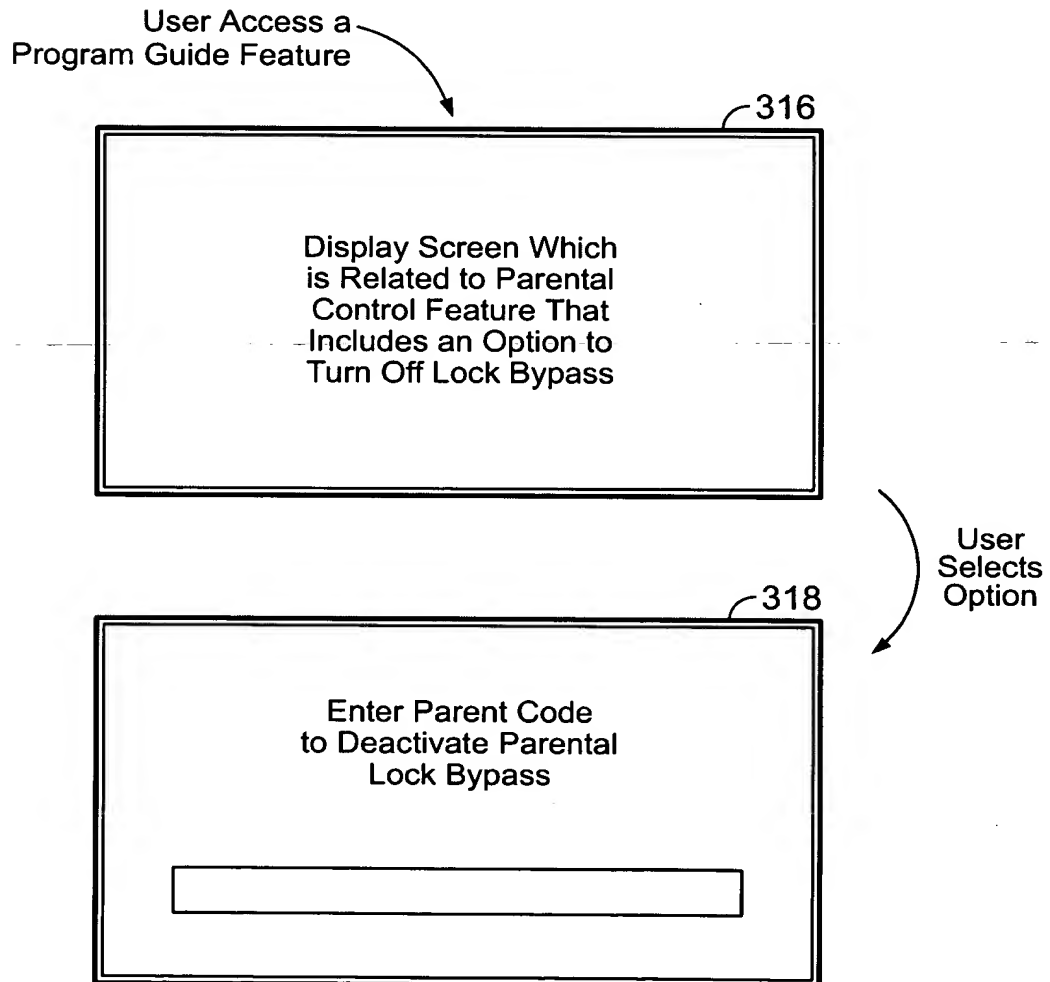 User Access a
Program Guide Feature
316
Display Screen Which
is Related to Parental
Control Feature That
Includes an Option to
Turn Off Lock Bypass
User
Selects
Option
318
Enter Parent Code
to Deactivate Parental
Lock Bypass